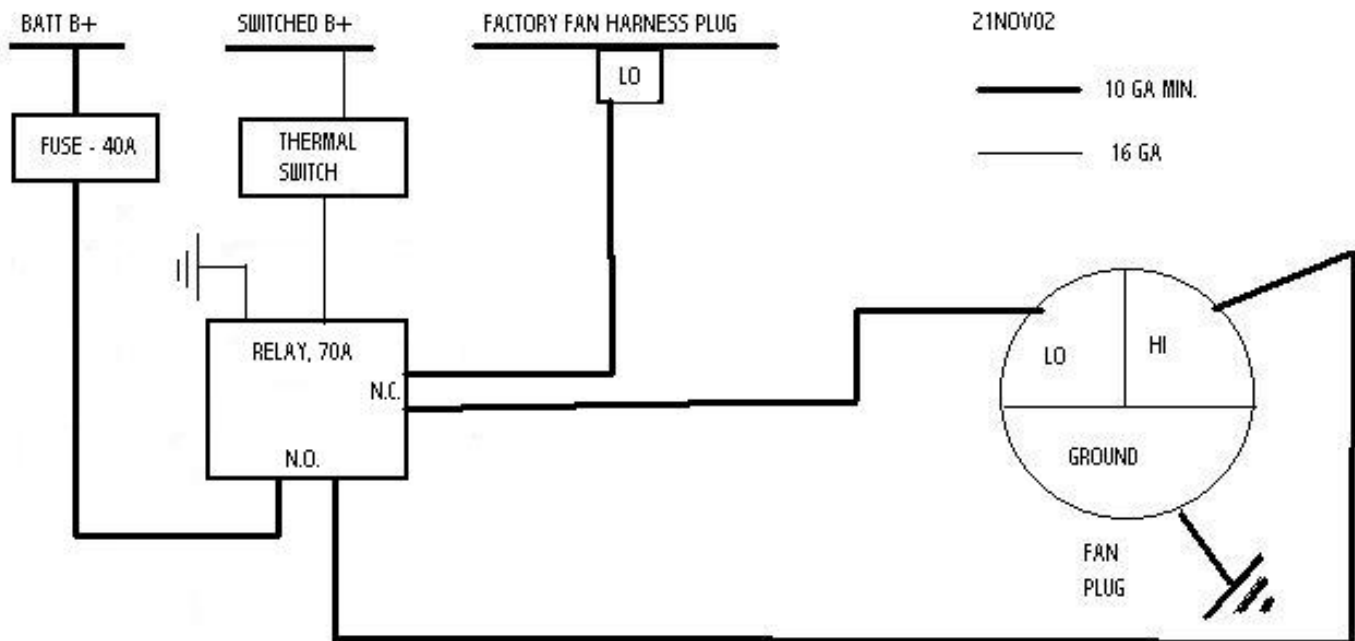 BATT B+
SWITCHED B+
FACTORY FAN HARNESS PLUG
21NOV02
LO
10 GA MIN.
FUSE - 40A
THERMAL
SWITCH
16 GA
RELAY, 70A
N.C.
N.O.
LO
HI
GROUND
FAN
PLUG